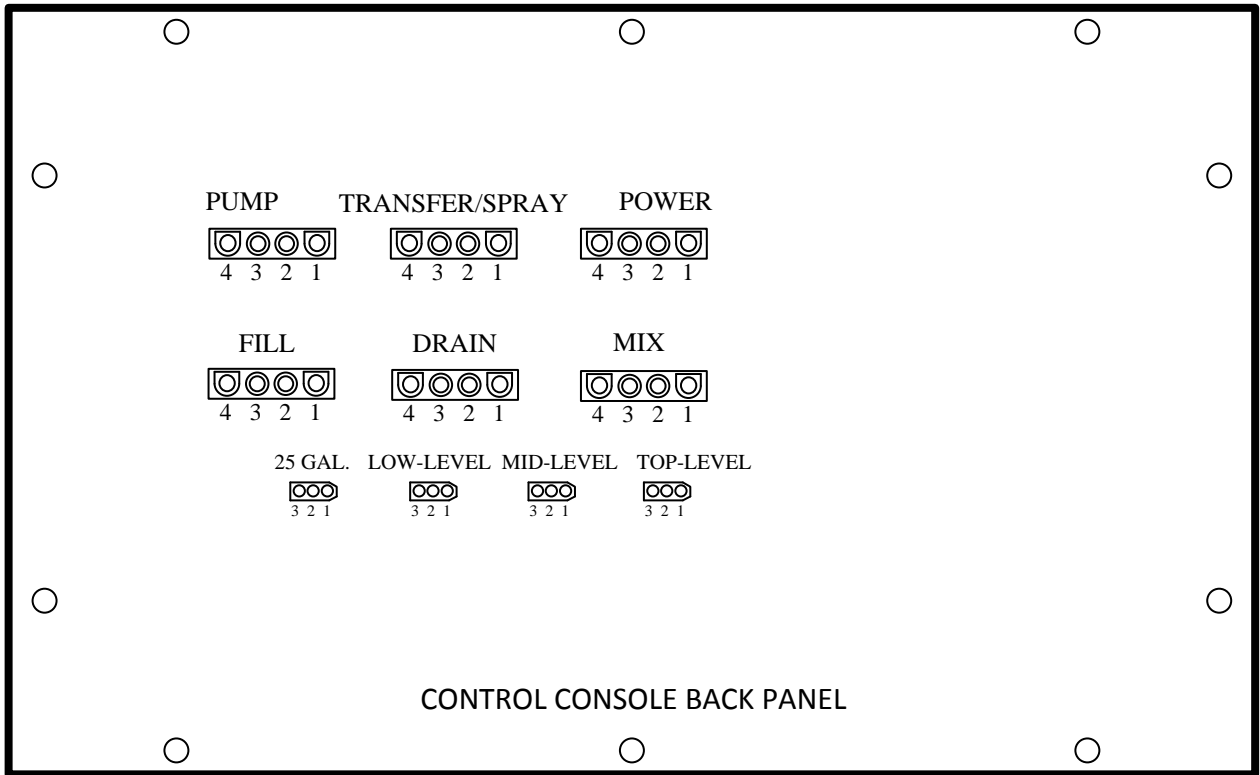 PUMP TRANSFER/SPRAY POWER
4 3 2 1 4 3 2 1 4 3 2 1
FILL DRAIN MIX
4 3 2 1 4 3 2 1 4 3 2 1
25 GAL. LOW-LEVEL MID-LEVEL TOP-LEVEL
3 2 1 3 2 1 3 2 1 3 2 1
CONTROL CONSOLE BACK PANEL